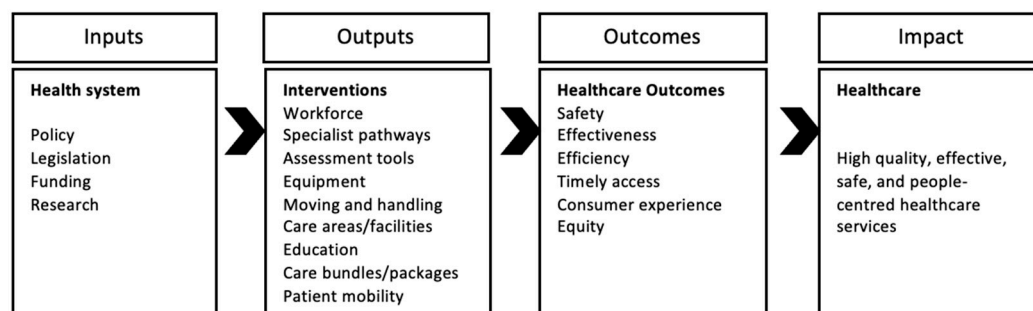 Inputs
Outputs
Outcomes
Impact
Health system
Policy
Legislation
Funding
Research
Interventions
Workforce
Specialist pathways
Assessment tools
Equipment
Moving and handling
Care areas/facilities
Education
Care bundles/packages
Patient mobility
Healthcare Outcomes
Safety
Effectiveness
Efficiency
Timely access
Consumer experience
Equity
Healthcare
High quality, effective,
safe, and people-
centred healthcare
services